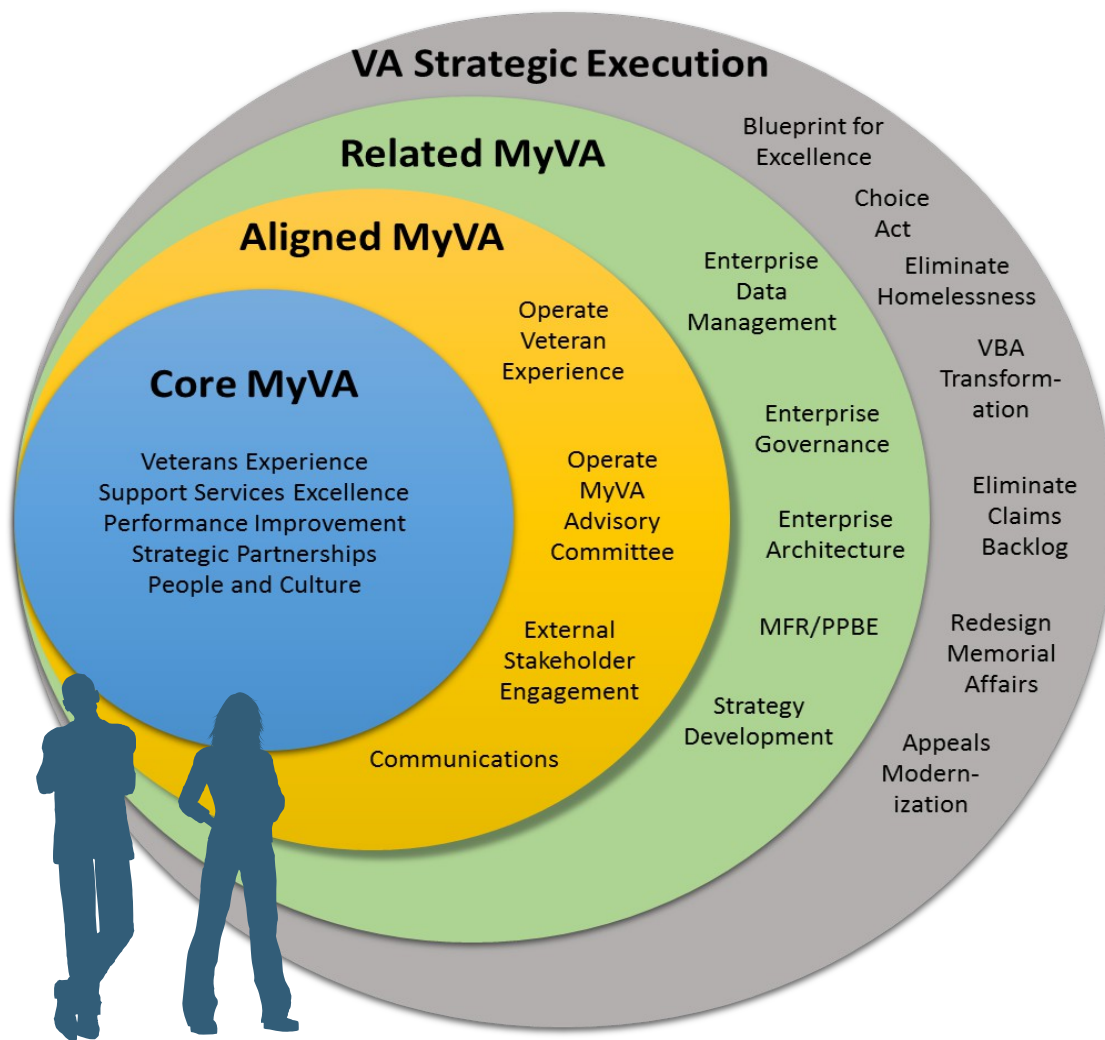 VA Strategic Execution
Blueprint for
Excellence
Choice
Act
Eliminate
Homelessness
VBA
Transform-
ation
Eliminate
Claims
Backlog
Redesign
Memorial
Affairs
Appeals
Modern-
ization
Related MyVA
Enterprise
Data
Management
Enterprise
Governance
Enterprise
Architecture
MFR/PPBE
Strategy
Development
Aligned MyVA
Operate
Veteran
Experience
Operate
MyVA
Advisory
Committee
External
Stakeholder
Engagement
Communications
Core MyVA
Veterans Experience
Support Services Excellence
Performance Improvement
Strategic Partnerships
People and Culture